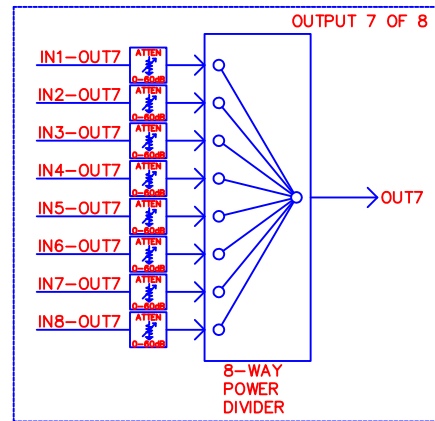 OUTPUT 7 OF 8
IN1-OUT7
ATTEN
0-60dB
IN2-OUT7
ATTEN
0-60dB
IN3-OUT7
ATTEN
0-60dB
IN4-OUT7
ATTEN
0-60dB
OUT7
IN5-OUT7
ATTEN
0-60dB
IN6-OUT7
ATTEN
0-60dB
IN7-OUT7
ATTEN
0-60dB
IN8-OUT7
ATTEN
0-60dB
8-WAY
POWER
DIVIDER